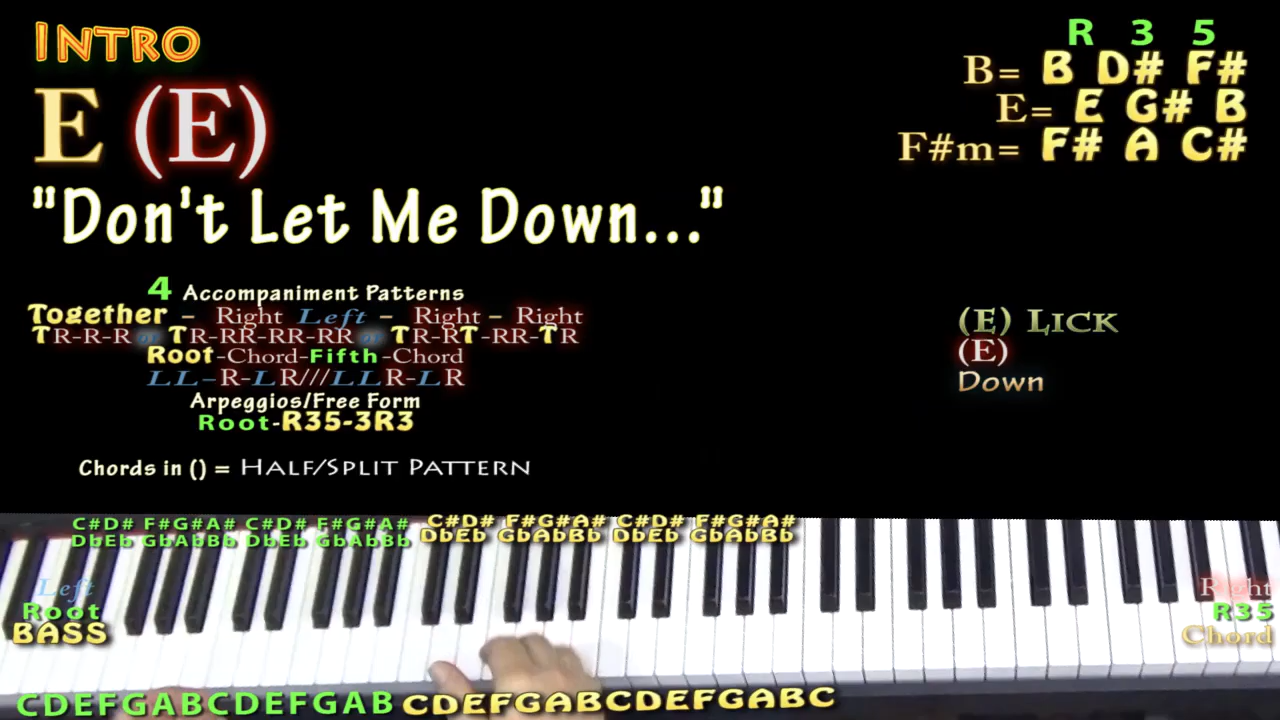 INTRO
R 3 5
B= B D# F#
E (E)
E= E G# B
F#m= F# A C#
"Don't Let Me Down..."
4 Accompaniment Patterns
Together – Right Left – Right – Right
TR-R-R or TR-RR-RR-RR or TR-RT-RR-TR
Root-Chord-Fifth-Chord
LL-R-LR///LLR-LR
Arpeggios/Free Form
Root-R35-3R3
(E) LICK
(E)
Down
Chords in () = HALF/SPLIT PATTERN
C#D# F#G#A# C#D# F#G#A# C#D# F#G#A# C#D# F#G#A#
DbEb GbAbBb DbEb GbAbBb DbEb GbAbBb DbEb GbAbBb
Left
Root
BASS
Right
R35
Chord
CDEFGABCDEFGABCDEFGABCDEFGABC